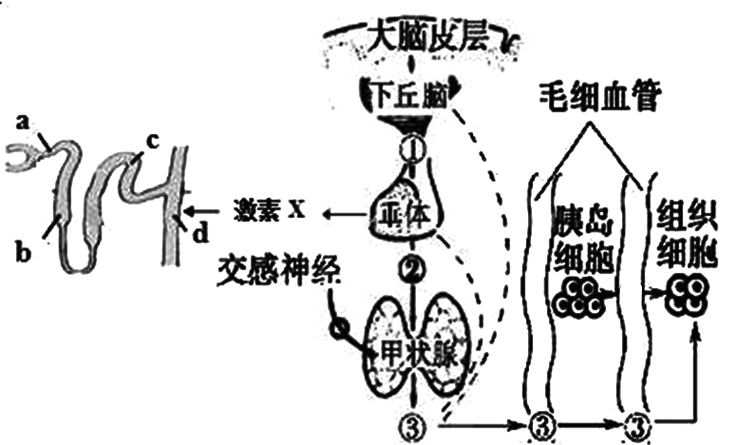 大脑皮层
下丘脑
①
垂体
激素 X
②
交感神经
甲状腺
③
a
b
c
d
毛细血管
胰岛
细胞
组织
细胞
③
③